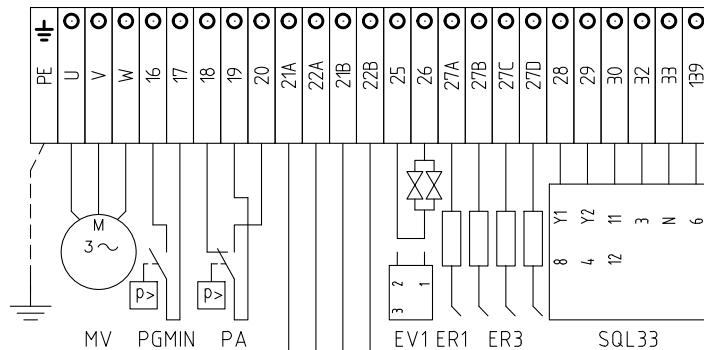 PE U V W 16 17 18 19 20 21A 22A 21B 22B 25 26 27A 27B 27C 27D 28 29 30 32 33 139
Y1 Y2 11 3 N 6
M
3~
8 4 12
p> p>
2 1
3
MV PGMIN PA EV1 ER1 ER3 SQL33